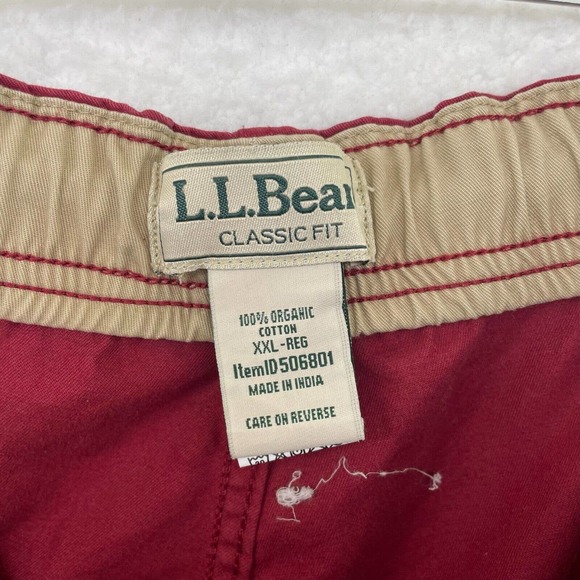 L.L.Bean
CLASSIC FIT
100% ORGANIC
COTTON
XXL-REG
ItemID506801
MADE IN INDIA
CARE ON REVERSE